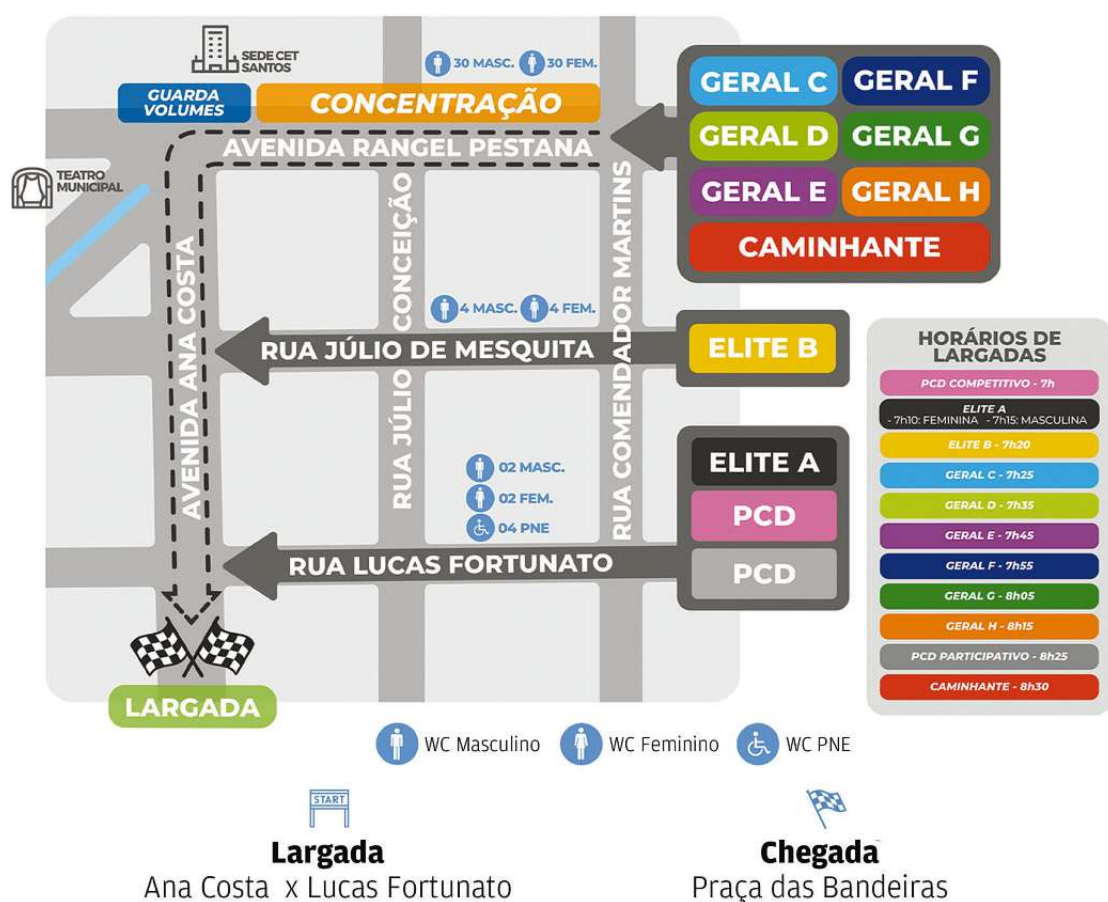 SEDE CET
SANTOS
30 MASC. 30 FEM.
GUARDA
VOLUMES
CONCENTRAÇÃO
AVENIDA RANGEL PESTANA
TEATRO
MUNICIPAL
AVENIDA ANA COSTA
RUA JÚLIO CONCEIÇÃO
RUA COMENDADOR MARTINS
GERAL C GERAL F
GERAL D GERAL G
GERAL E GERAL H
CAMINHANTE
4 MASC. 4 FEM.
RUA JÚLIO DE MESQUITA
ELITE B
02 MASC.
02 FEM.
04 PNE
RUA LUCAS FORTUNATO
ELITE A
PCD
PCD
HORÁRIOS DE
LARGADAS
PCD COMPETITIVO - 7h
ELITE A
- 7h10: FEMININA - 7h15: MASCULINA
ELITE B - 7h20
GERAL C - 7h25
GERAL D - 7h35
GERAL E - 7h45
GERAL F - 7h55
GERAL G - 8h05
GERAL H - 8h15
PCD PARTICIPATIVO - 8h25
CAMINHANTE - 8h30
LARGADA
WC Masculino WC Feminino WC PNE
START
Largada
Ana Costa x Lucas Fortunato
Chegada
Praça das Bandeiras